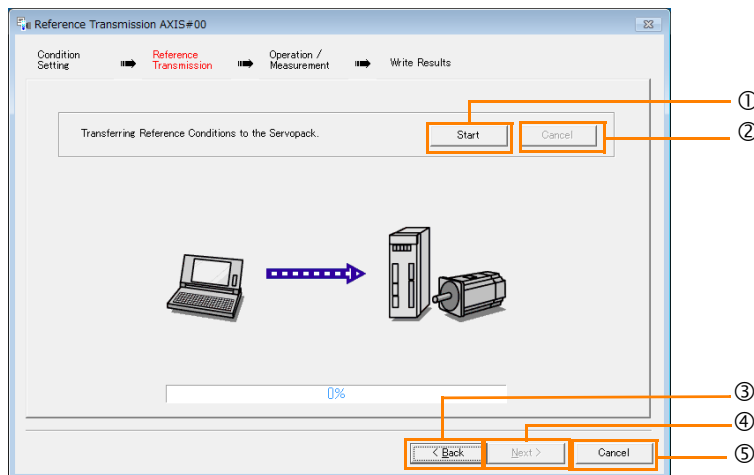 Reference Transmission AXIS#00
Condition
Setting
Reference
Transmission
Operation /
Measurement
Write Results
①
Transferring Reference Conditions to the Servopack.
Start
Cancel
②
0%
③
④
< Back
Next >
Cancel
⑤